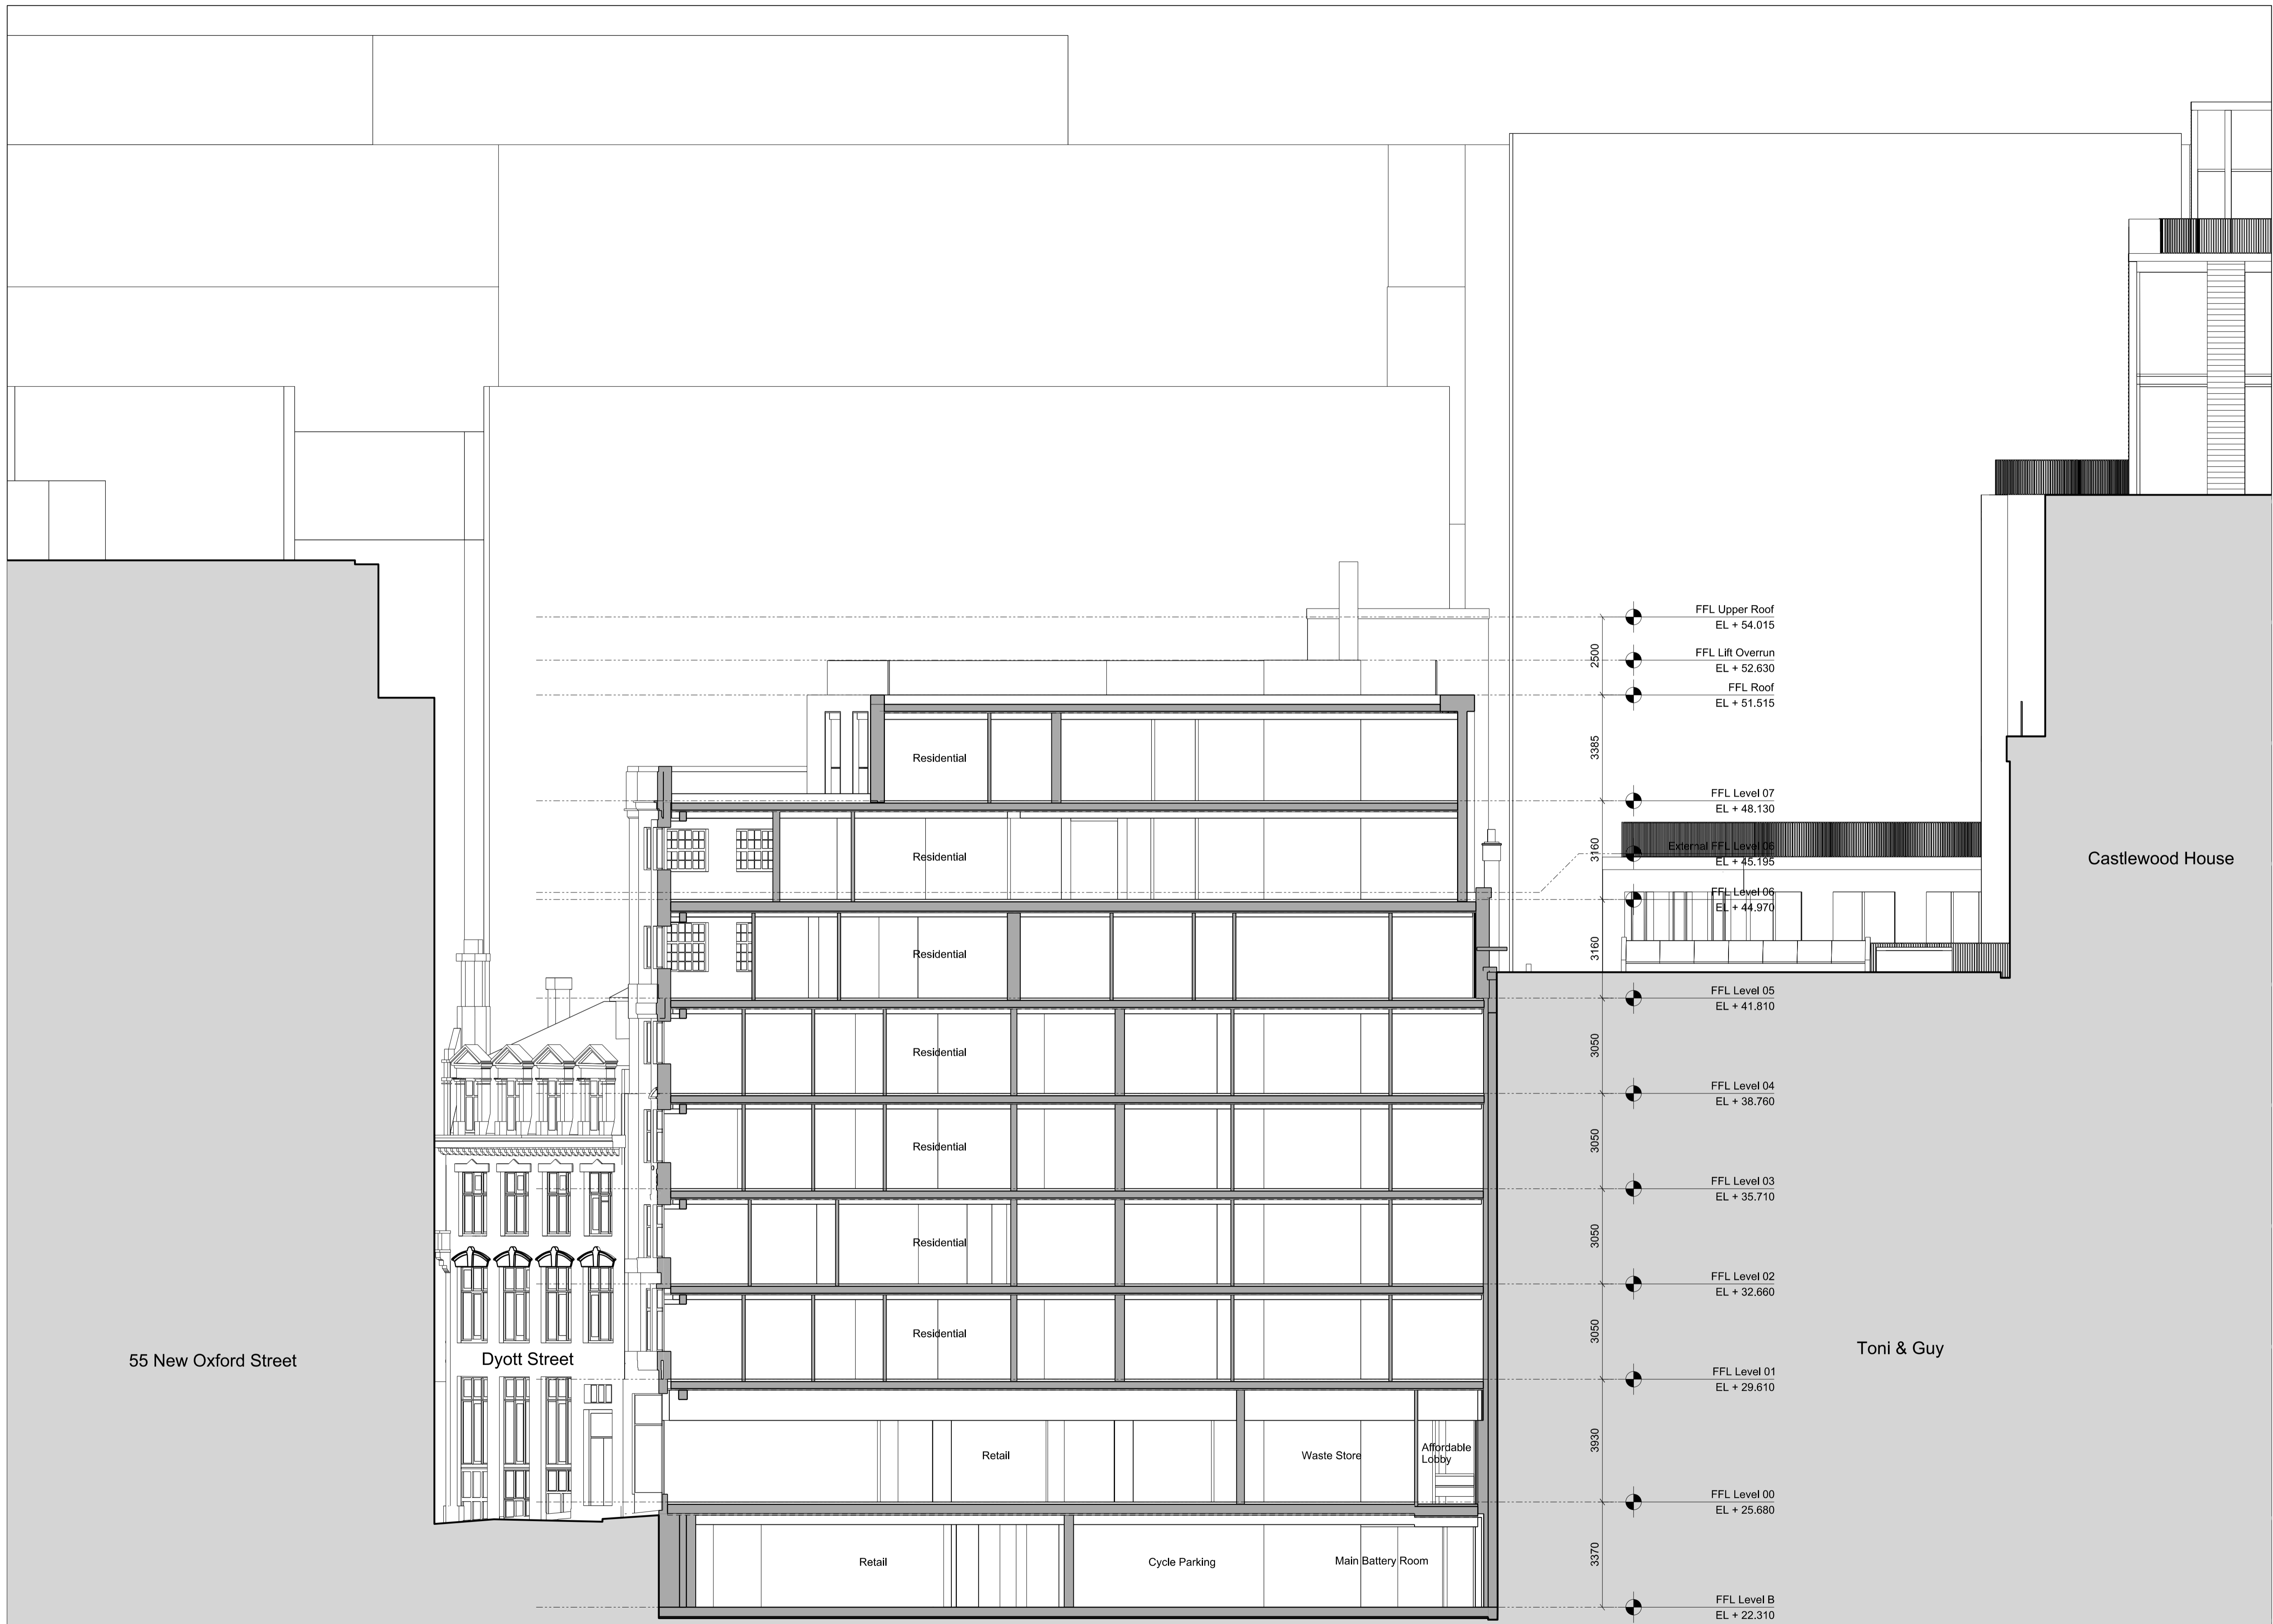 FFL Upper Roof
EL + 54.015
2500
FFL Lift Overrun
EL + 52.630
FFL Roof
EL + 51.515
3385
Residential
FFL Level 07
EL + 48.130
3160
External FFL Level 06
EL + 45.195
Residential
Castlewood House
FFL Level 06
EL + 44.970
3160
Residential
FFL Level 05
EL + 41.810
3050
Residential
FFL Level 04
EL + 38.760
3050
Residential
FFL Level 03
EL + 35.710
3050
Residential
FFL Level 02
EL + 32.660
3050
Residential
55 New Oxford Street
Dyott Street
Toni & Guy
FFL Level 01
EL + 29.610
3930
Retail
Waste Store
Affordable
Lobby
FFL Level 00
EL + 25.680
3370
Retail
Cycle Parking
Main Battery Room
FFL Level B
EL + 22.310